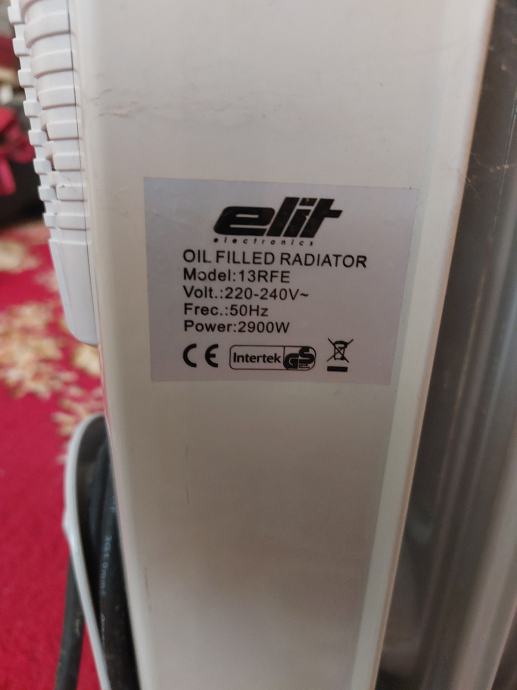 elit
electronics
OIL FILLED RADIATOR
Model:13RFE
Volt.:220-240V~
Frec.:50Hz
Power:2900W
CE Intertek GS